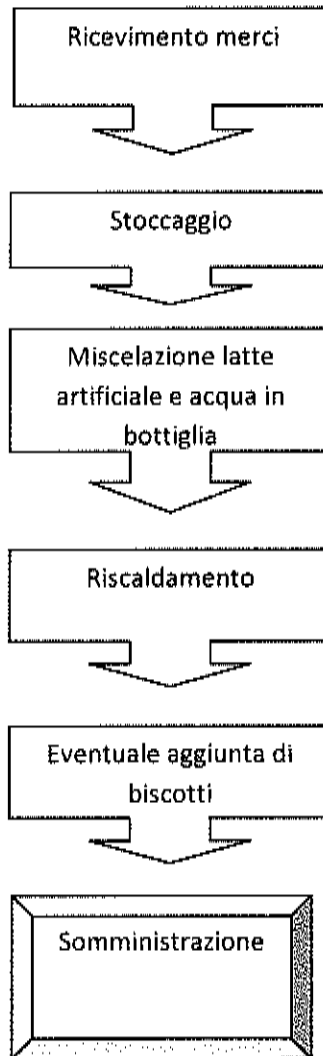 Ricevimento merci
Stoccaggio
Miscelazione latte
artificiale e acqua in
bottiglia
Riscaldamento
Eventuale aggiunta di
biscotti
Somministrazione